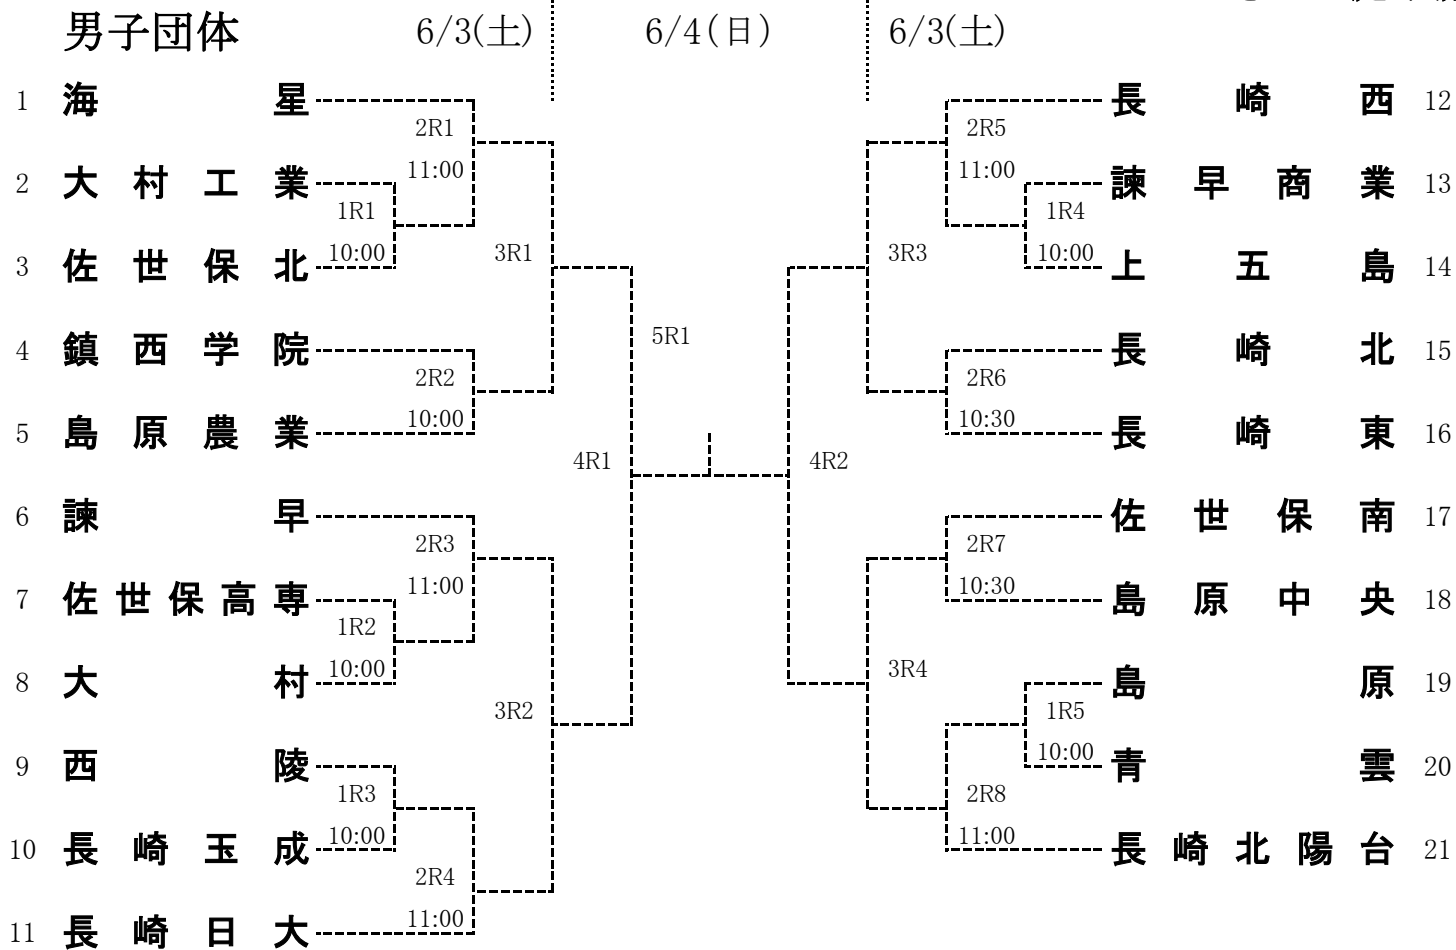 男子団体 6/3(土) 6/4(日) 6/3(土)
1 海星 長崎西 12
2R1 2R5
11:00 11:00
2 大村工業 諫早商業 13
1R1 1R4
3R1 10:00 3R3 10:00
3 佐世保北 上五島 14
5R1
4 鎮西学院 長崎北 15
2R2 2R6
10:00 10:30
5 島原農業 長崎東 16
4R1 4R2
6 諫早 佐世保南 17
2R3 2R7
11:00 10:30
7 佐世保高専 島原中央 18
1R2
10:00 3R4
8 大村 島原 19
3R2 1R5
10:00
9 西陵 青雲 20
1R3 2R8
10:00 11:00
10 長崎玉成 長崎北陽台 21
2R4
11:00
11 長崎日大